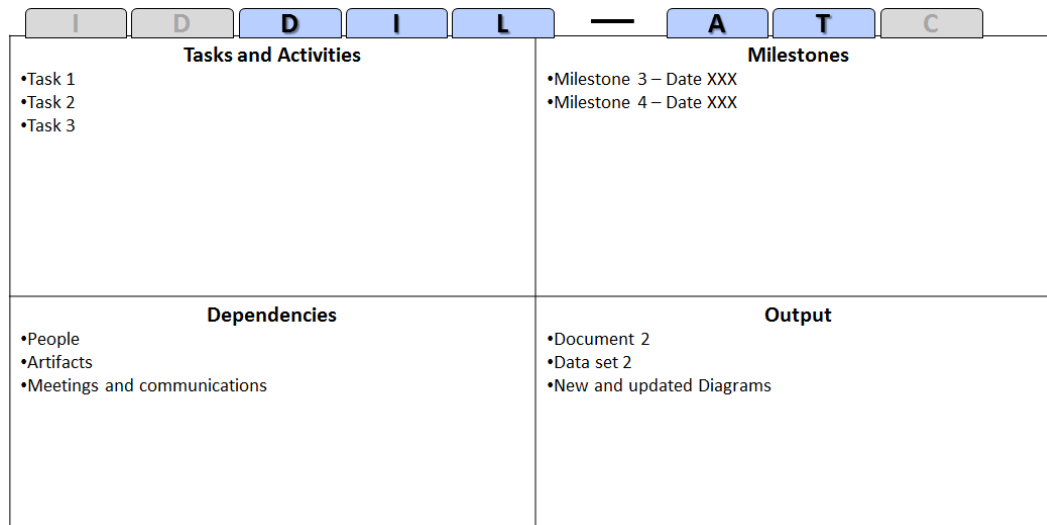 I D D I L — A T C
Tasks and Activities
•Task 1
•Task 2
•Task 3
Milestones
•Milestone 3 – Date XXX
•Milestone 4 – Date XXX
Dependencies
•People
•Artifacts
•Meetings and communications
Output
•Document 2
•Data set 2
•New and updated Diagrams